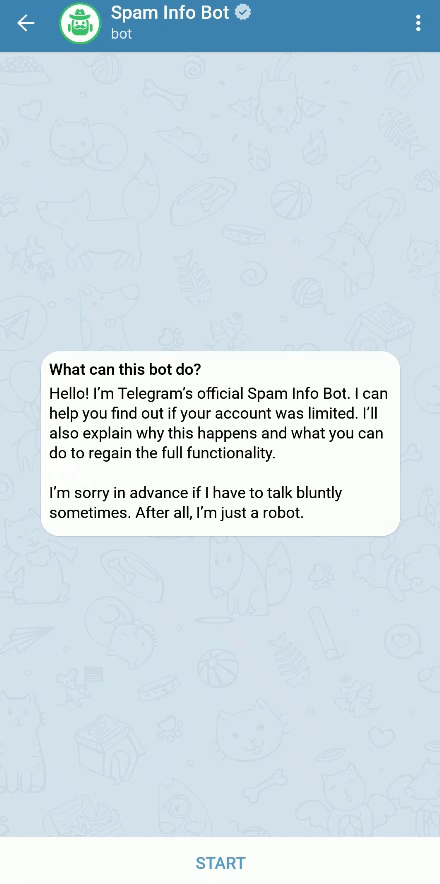 Spam Info Bot
bot
What can this bot do?
Hello! I'm Telegram's official Spam Info Bot. I can
help you find out if your account was limited. I'll
also explain why this happens and what you can
do to regain the full functionality.
I'm sorry in advance if I have to talk bluntly
sometimes. After all, I'm just a robot.
START